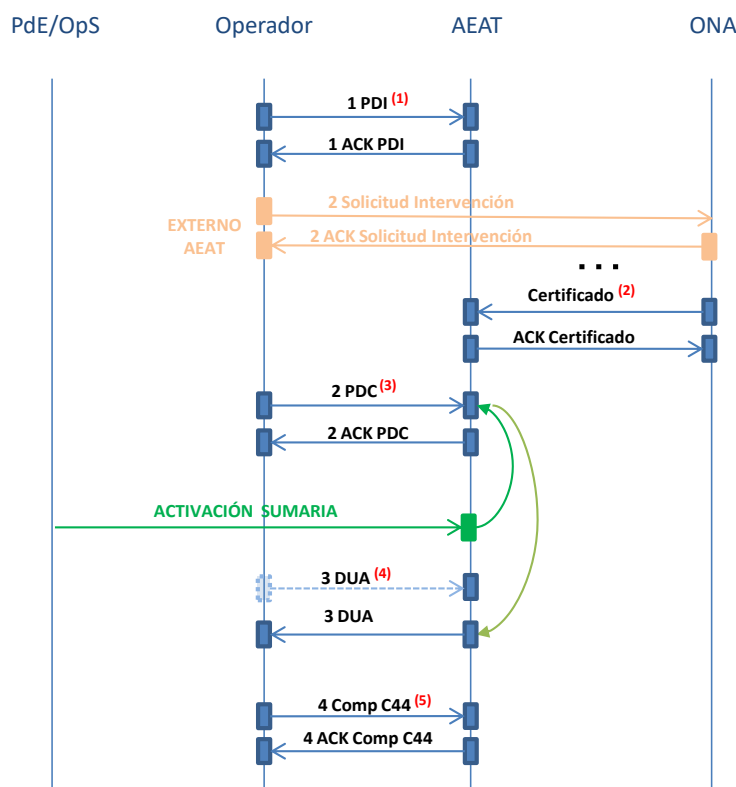 PdE/OpS Operador AEAT ONA
1 PDI (1)
1 ACK PDI
2 Solicitud Intervención
EXTERNO
AEAT
2 ACK Solicitud Intervención
...
Certificado (2)
ACK Certificado
2 PDC (3)
2 ACK PDC
ACTIVACIÓN SUMARIA
3 DUA (4)
3 DUA
4 Comp C44 (5)
4 ACK Comp C44